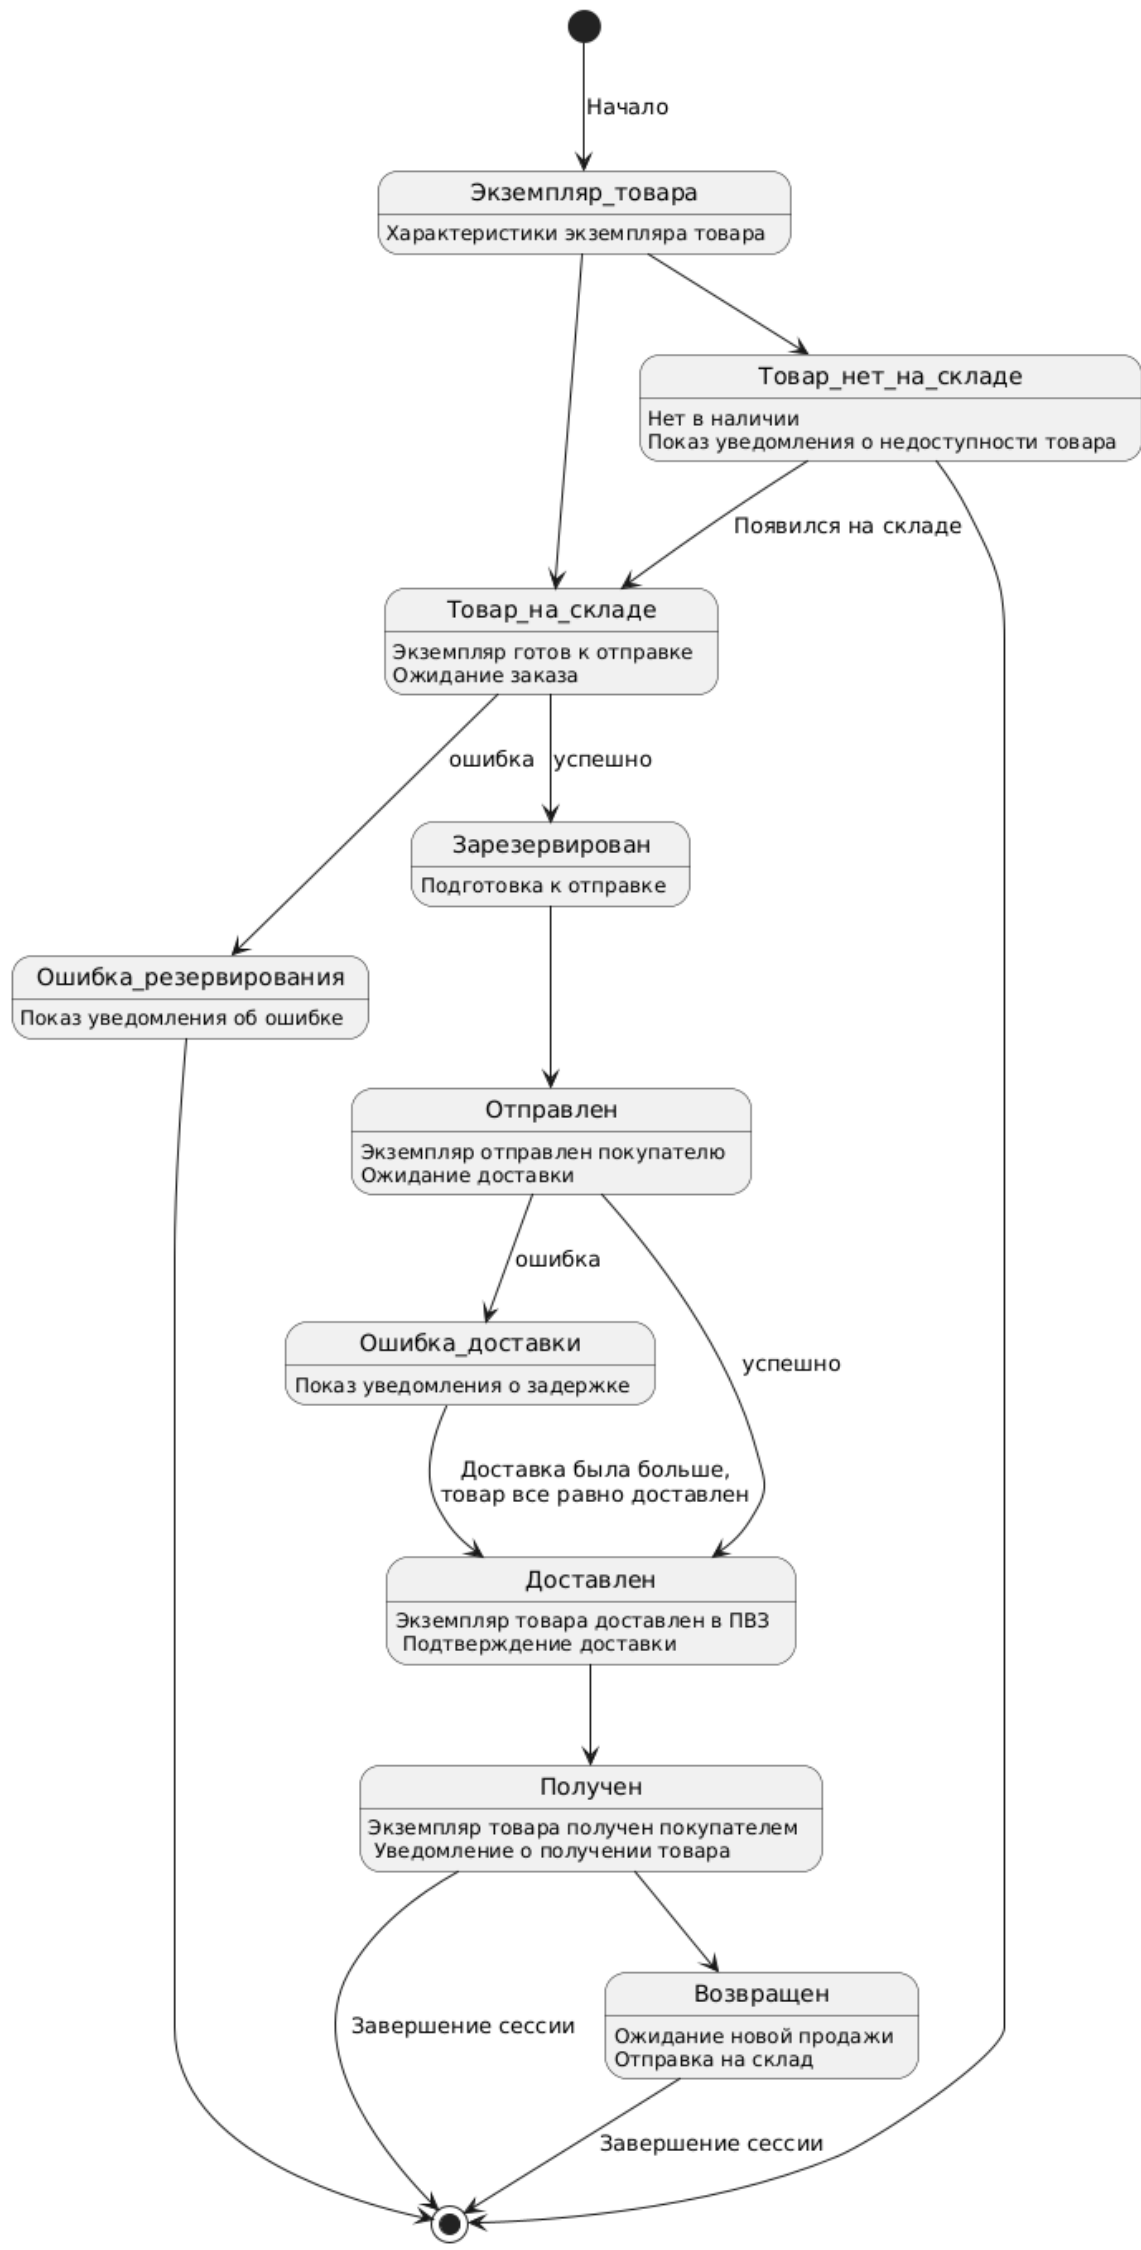 Начало
Экземпляр_товара
Характеристики экземпляра товара
Товар_нет_на_складе
Нет в наличии
Показ уведомления о недоступности товара
Появился на складе
Товар_на_складе
Экземпляр готов к отправке
Ожидание заказа
ошибка
успешно
Зарезервирован
Подготовка к отправке
Ошибка_резервирования
Показ уведомления об ошибке
Отправлен
Экземпляр отправлен покупателю
Ожидание доставки
ошибка
Ошибка_доставки
Показ уведомления о задержке
успешно
Доставка была больше,
товар все равно доставлен
Доставлен
Экземпляр товара доставлен в ПВЗ
Подтверждение доставки
Получен
Экземпляр товара получен покупателем
Уведомление о получении товара
Возвращен
Ожидание новой продажи
Отправка на склад
Завершение сессии
Завершение сессии